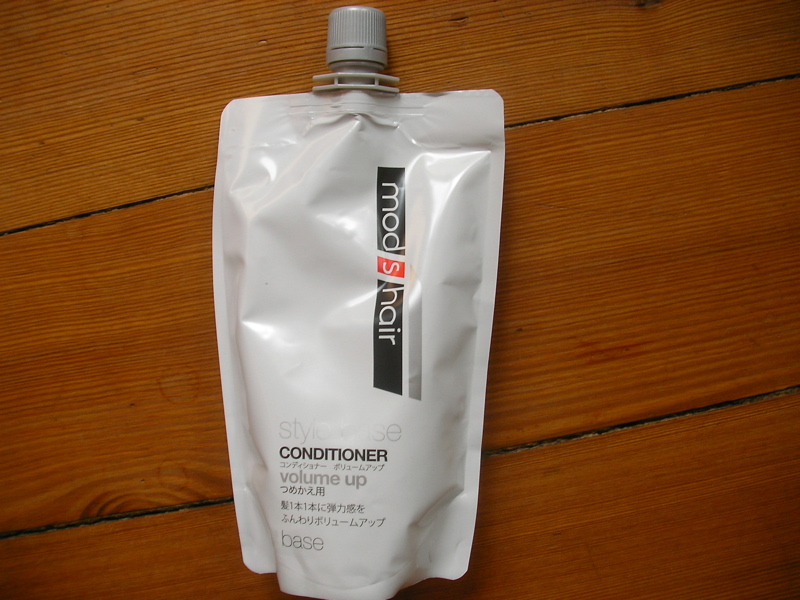 mod's hair
style base
CONDITIONER
コンディショナー ボリュームアップ
volume up
つめかえ用
髪1本1本に弾力感を
ふんわりボリュームアップ
base